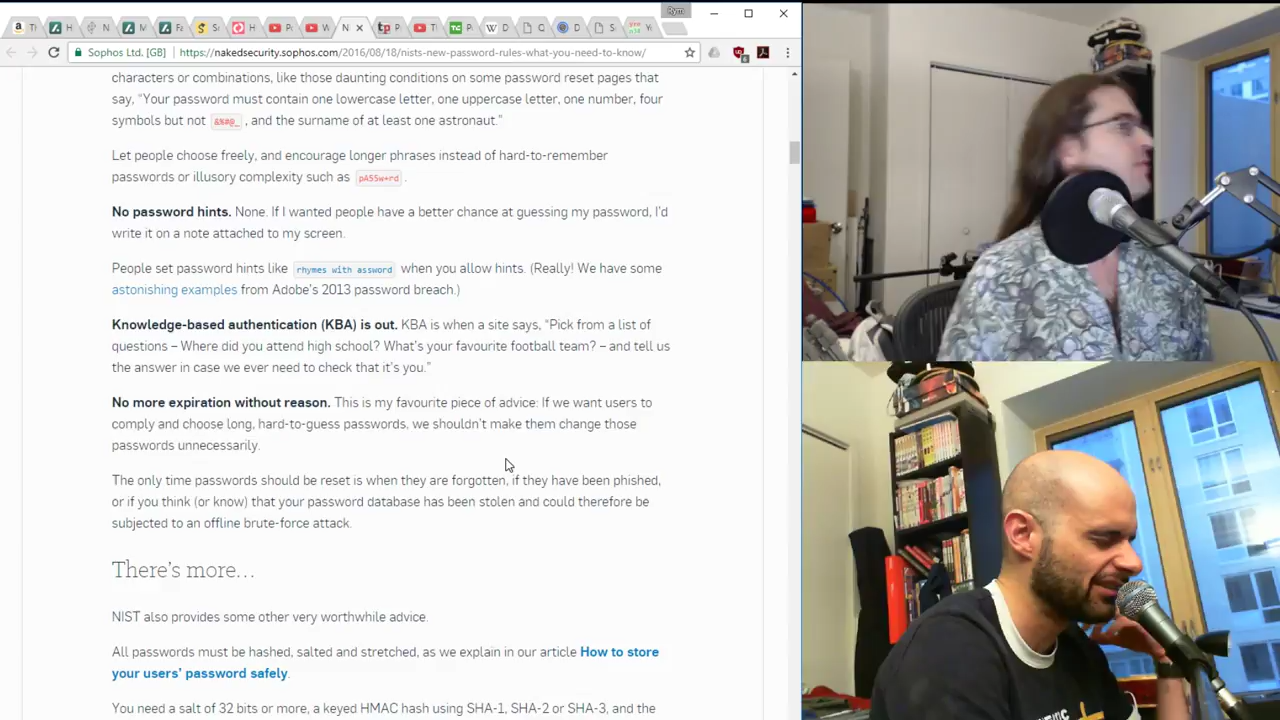 Rym
Sophos Ltd. [GB]
https://nakedsecurity.sophos.com/2016/08/18/nists-new-password-rules-what-you-need-to-know/
characters or combinations, like those daunting conditions on some password reset pages that
say, “Your password must contain one lowercase letter, one uppercase letter, one number, four
symbols but not &%#@_ , and the surname of at least one astronaut.”
Let people choose freely, and encourage longer phrases instead of hard-to-remember
passwords or illusory complexity such as pA55w+rd .
No password hints. None. If I wanted people have a better chance at guessing my password, I’d
write it on a note attached to my screen.
People set password hints like rhymes with assword when you allow hints. (Really! We have some
astonishing examples from Adobe’s 2013 password breach.)
Knowledge-based authentication (KBA) is out. KBA is when a site says, “Pick from a list of
questions – Where did you attend high school? What’s your favourite football team? – and tell us
the answer in case we ever need to check that it’s you.”
No more expiration without reason. This is my favourite piece of advice: If we want users to
comply and choose long, hard-to-guess passwords, we shouldn’t make them change those
passwords unnecessarily.
The only time passwords should be reset is when they are forgotten, if they have been phished,
or if you think (or know) that your password database has been stolen and could therefore be
subjected to an offline brute-force attack.
There’s more…
NIST also provides some other very worthwhile advice.
All passwords must be hashed, salted and stretched, as we explain in our article How to store
your users’ password safely.
You need a salt of 32 bits or more, a keyed HMAC hash using SHA-1, SHA-2 or SHA-3, and the